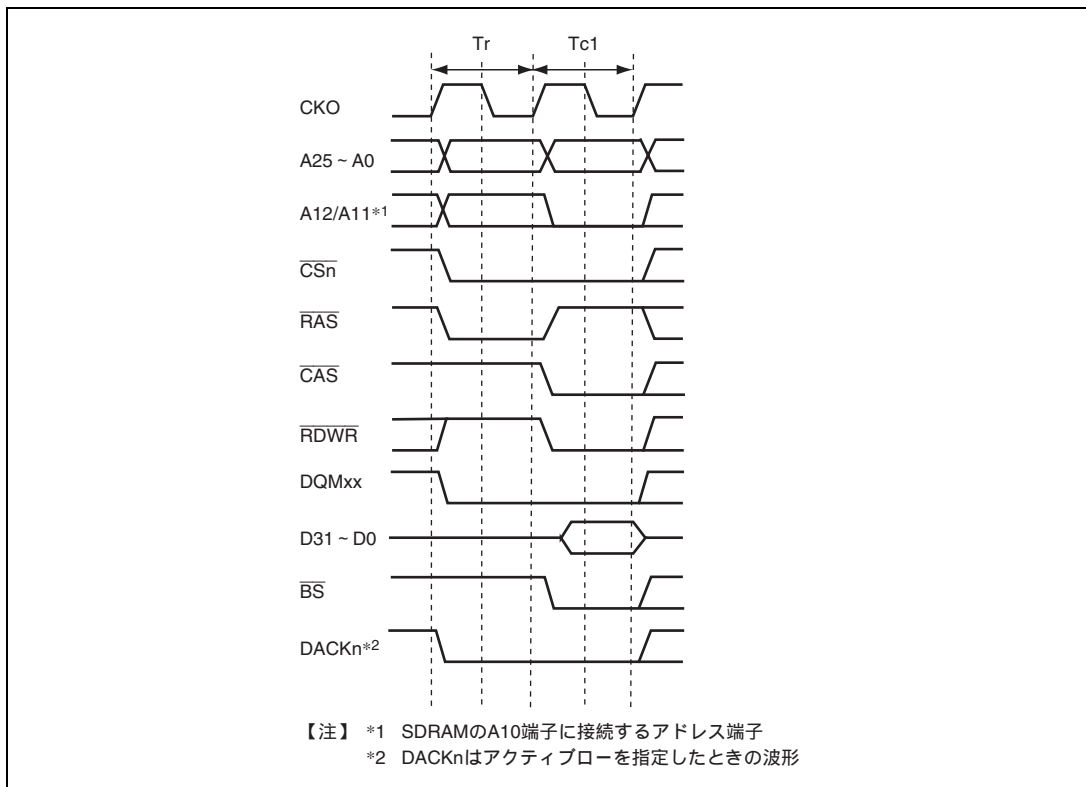 Tr Tc1
CKO
A25 ~ A0
A12/A11*1
CSn
RAS
CAS
RDWR
DQMxx
D31 ~ D0
BS
DACKn*2
【注】 *1 SDRAMのA10端子に接続するアドレス端子
*2 DACKnはアクティブローを指定したときの波形